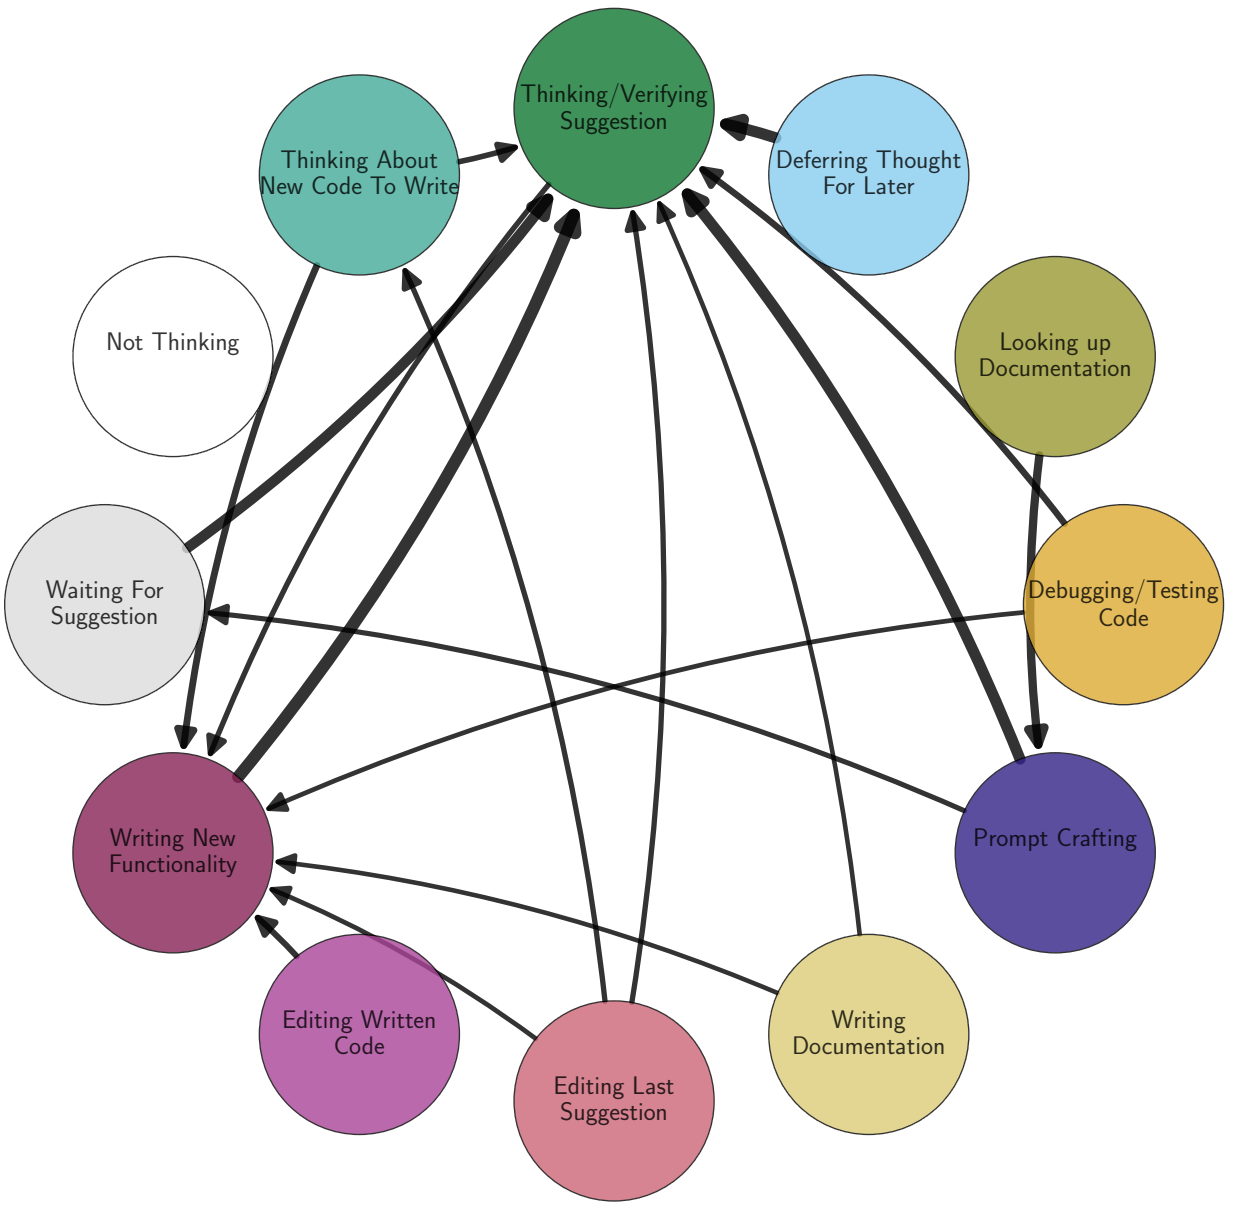 Thinking/Verifying
Suggestion
Thinking About
New Code To Write
Deferring Thought
For Later
Not Thinking
Looking up
Documentation
Waiting For
Suggestion
Debugging/Testing
Code
Writing New
Functionality
Prompt Crafting
Editing Written
Code
Writing
Documentation
Editing Last
Suggestion